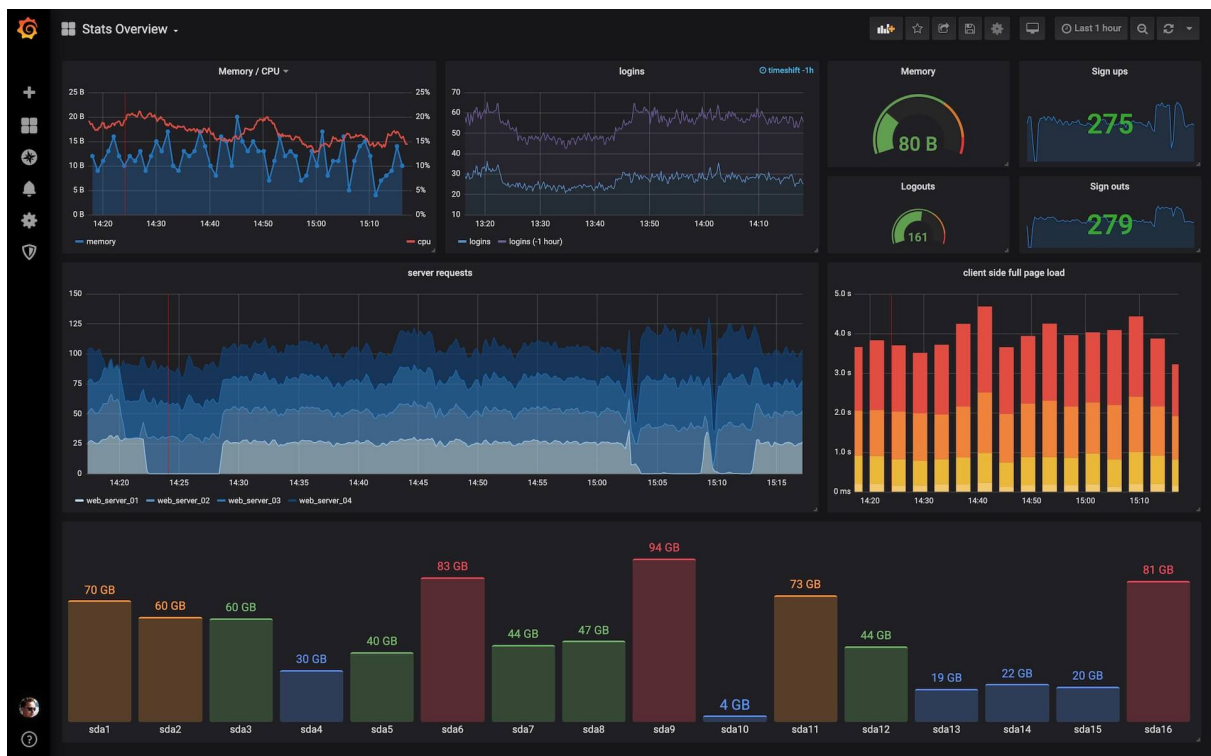 Stats Overview
Last 1 hour
Memory / CPU
25 B
20 B
15 B
10 B
5 B
0 B
25%
20%
15%
10%
5%
0%
14:20 14:30 14:40 14:50 15:00 15:10
memory cpu
logins
timeshift -1h
70
60
50
40
30
20
10
13:20 13:30 13:40 13:50 14:00 14:10
logins logins (-1 hour)
Memory
80 B
Sign ups
275
Logouts
161
Sign outs
279
server requests
150
125
100
75
50
25
0
14:20 14:25 14:30 14:35 14:40 14:45 14:50 14:55 15:00 15:05 15:10 15:15
web_server_01 web_server_02 web_server_03 web_server_04
client side full page load
5.0 s
4.0 s
3.0 s
2.0 s
1.0 s
0 ms
14:20 14:30 14:40 14:50 15:00 15:10
70 GB 60 GB 60 GB 30 GB 40 GB 83 GB 44 GB 47 GB 94 GB 4 GB 73 GB 44 GB 19 GB 22 GB 20 GB 81 GB
sda1 sda2 sda3 sda4 sda5 sda6 sda7 sda8 sda9 sda10 sda11 sda12 sda13 sda14 sda15 sda16